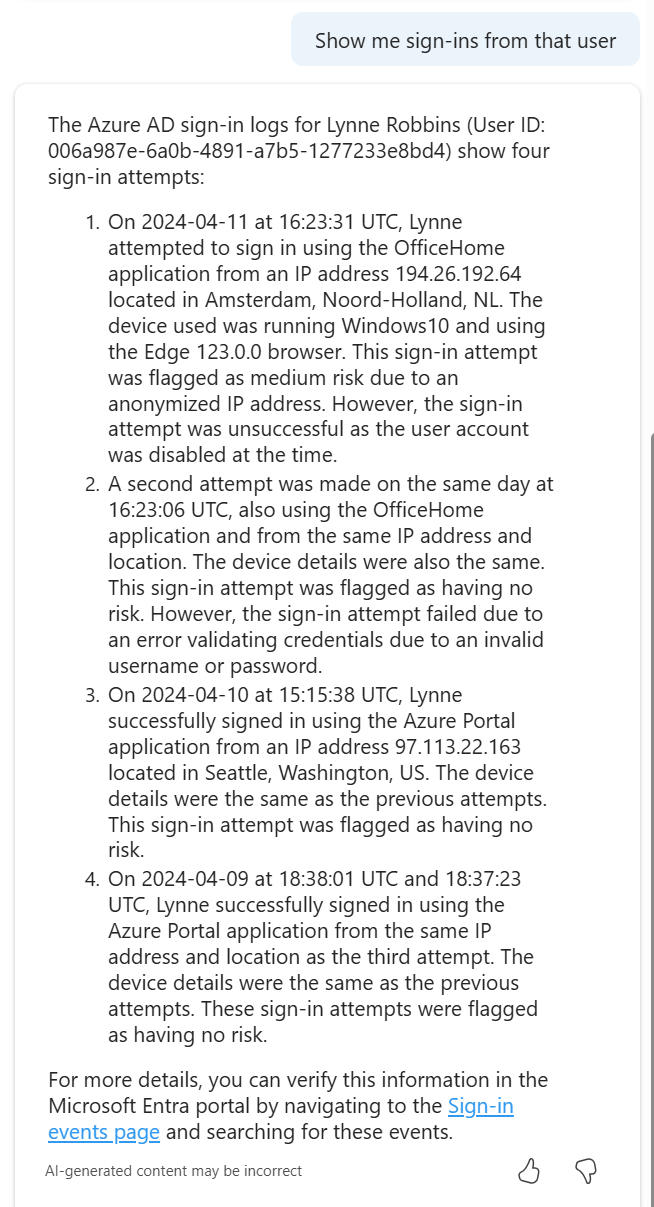 Show me sign-ins from that user
The Azure AD sign-in logs for Lynne Robbins (User ID:
006a987e-6a0b-4891-a7b5-1277233e8bd4) show four
sign-in attempts:
1. On 2024-04-11 at 16:23:31 UTC, Lynne
attempted to sign in using the OfficeHome
application from an IP address 194.26.192.64
located in Amsterdam, Noord-Holland, NL. The
device used was running Windows10 and using
the Edge 123.0.0 browser. This sign-in attempt
was flagged as medium risk due to an
anonymized IP address. However, the sign-in
attempt was unsuccessful as the user account
was disabled at the time.
2. A second attempt was made on the same day at
16:23:06 UTC, also using the OfficeHome
application and from the same IP address and
location. The device details were also the same.
This sign-in attempt was flagged as having no
risk. However, the sign-in attempt failed due to
an error validating credentials due to an invalid
username or password.
3. On 2024-04-10 at 15:15:38 UTC, Lynne
successfully signed in using the Azure Portal
application from an IP address 97.113.22.163
located in Seattle, Washington, US. The device
details were the same as the previous attempts.
This sign-in attempt was flagged as having no
risk.
4. On 2024-04-09 at 18:38:01 UTC and 18:37:23
UTC, Lynne successfully signed in using the
Azure Portal application from the same IP
address and location as the third attempt. The
device details were the same as the previous
attempts. These sign-in attempts were flagged
as having no risk.
For more details, you can verify this information in the
Microsoft Entra portal by navigating to the Sign-in
events page and searching for these events.
AI-generated content may be incorrect